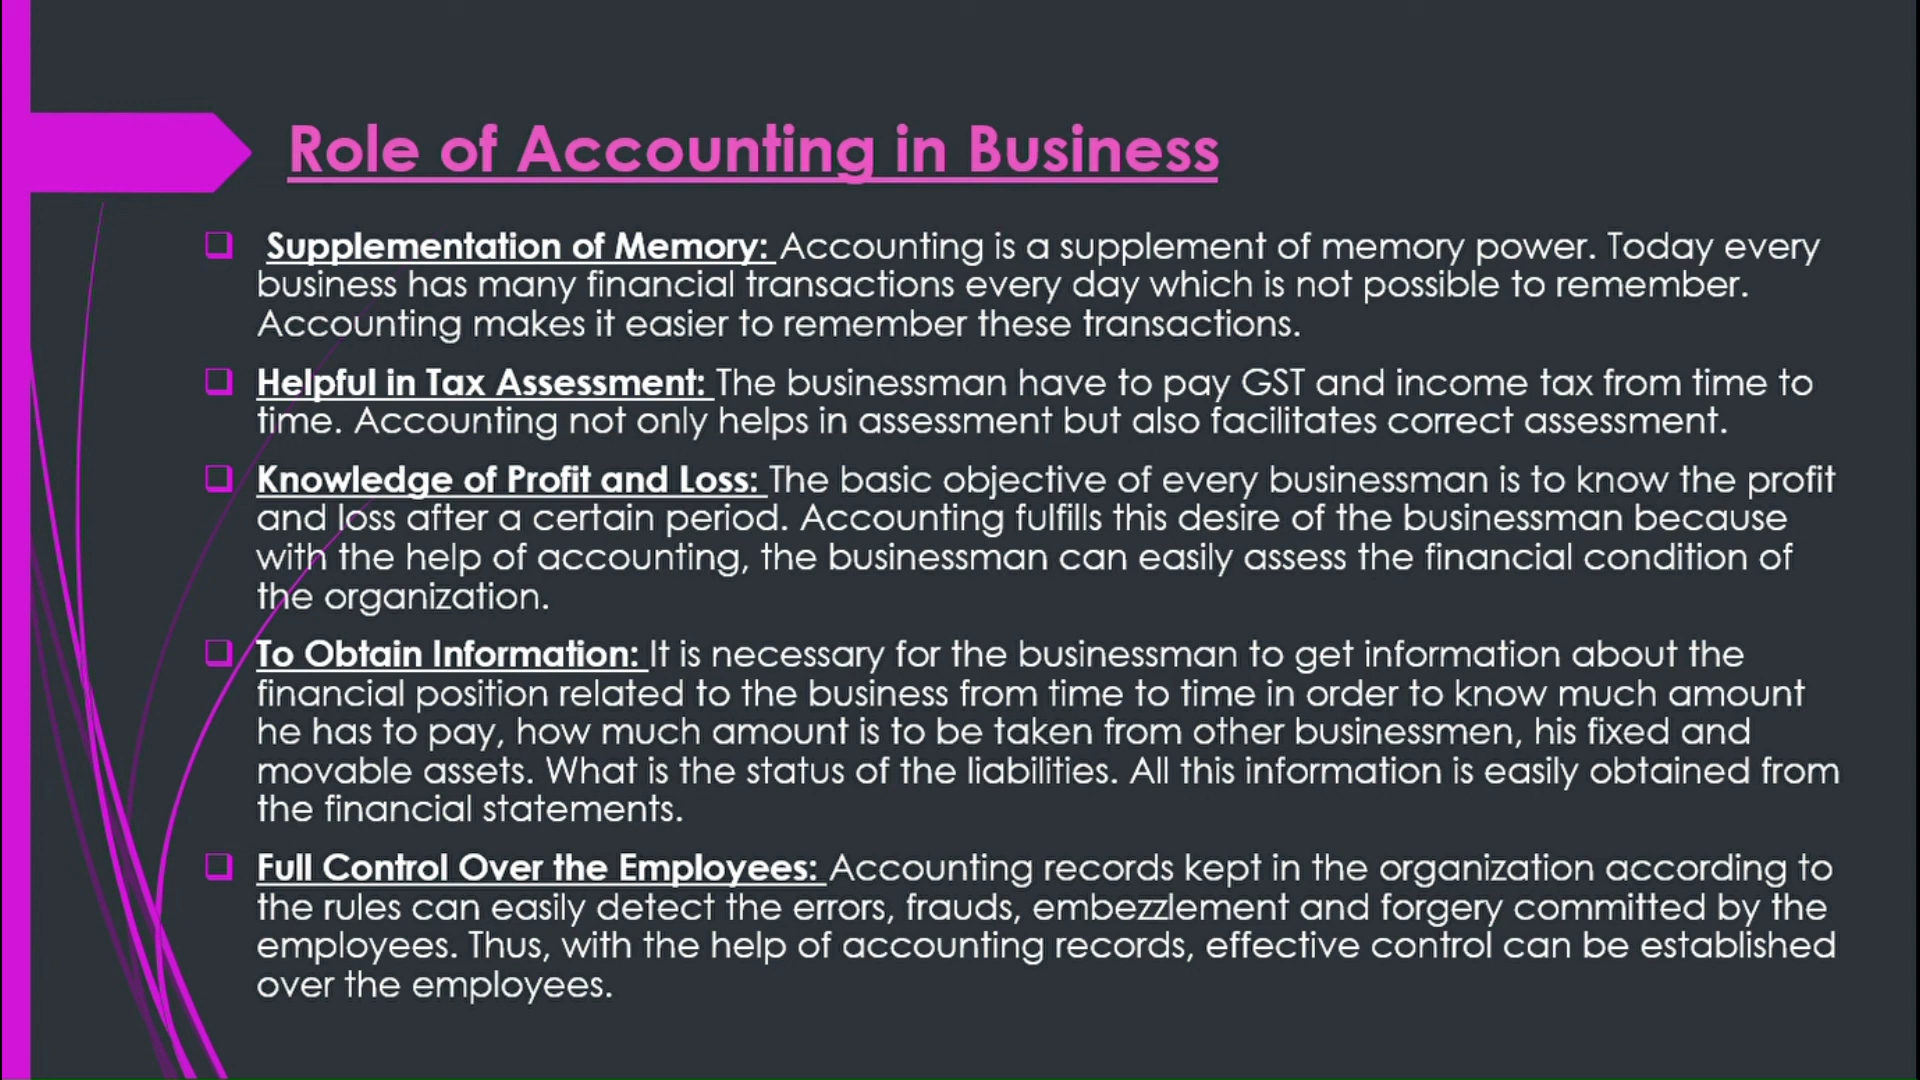 Role of Accounting in Business
Supplementation of Memory: Accounting is a supplement of memory power. Today every
business has many financial transactions every day which is not possible to remember.
Accounting makes it easier to remember these transactions.
Helpful in Tax Assessment: The businessman have to pay GST and income tax from time to
time. Accounting not only helps in assessment but also facilitates correct assessment.
Knowledge of Profit and Loss: The basic objective of every businessman is to know the profit
and loss after a certain period. Accounting fulfills this desire of the businessman because
with the help of accounting, the businessman can easily assess the financial condition of
the organization.
To Obtain Information: It is necessary for the businessman to get information about the
financial position related to the business from time to time in order to know much amount
he has to pay, how much amount is to be taken from other businessmen, his fixed and
movable assets. What is the status of the liabilities. All this information is easily obtained from
the financial statements.
Full Control Over the Employees: Accounting records kept in the organization according to
the rules can easily detect the errors, frauds, embezzlement and forgery committed by the
employees. Thus, with the help of accounting records, effective control can be established
over the employees.